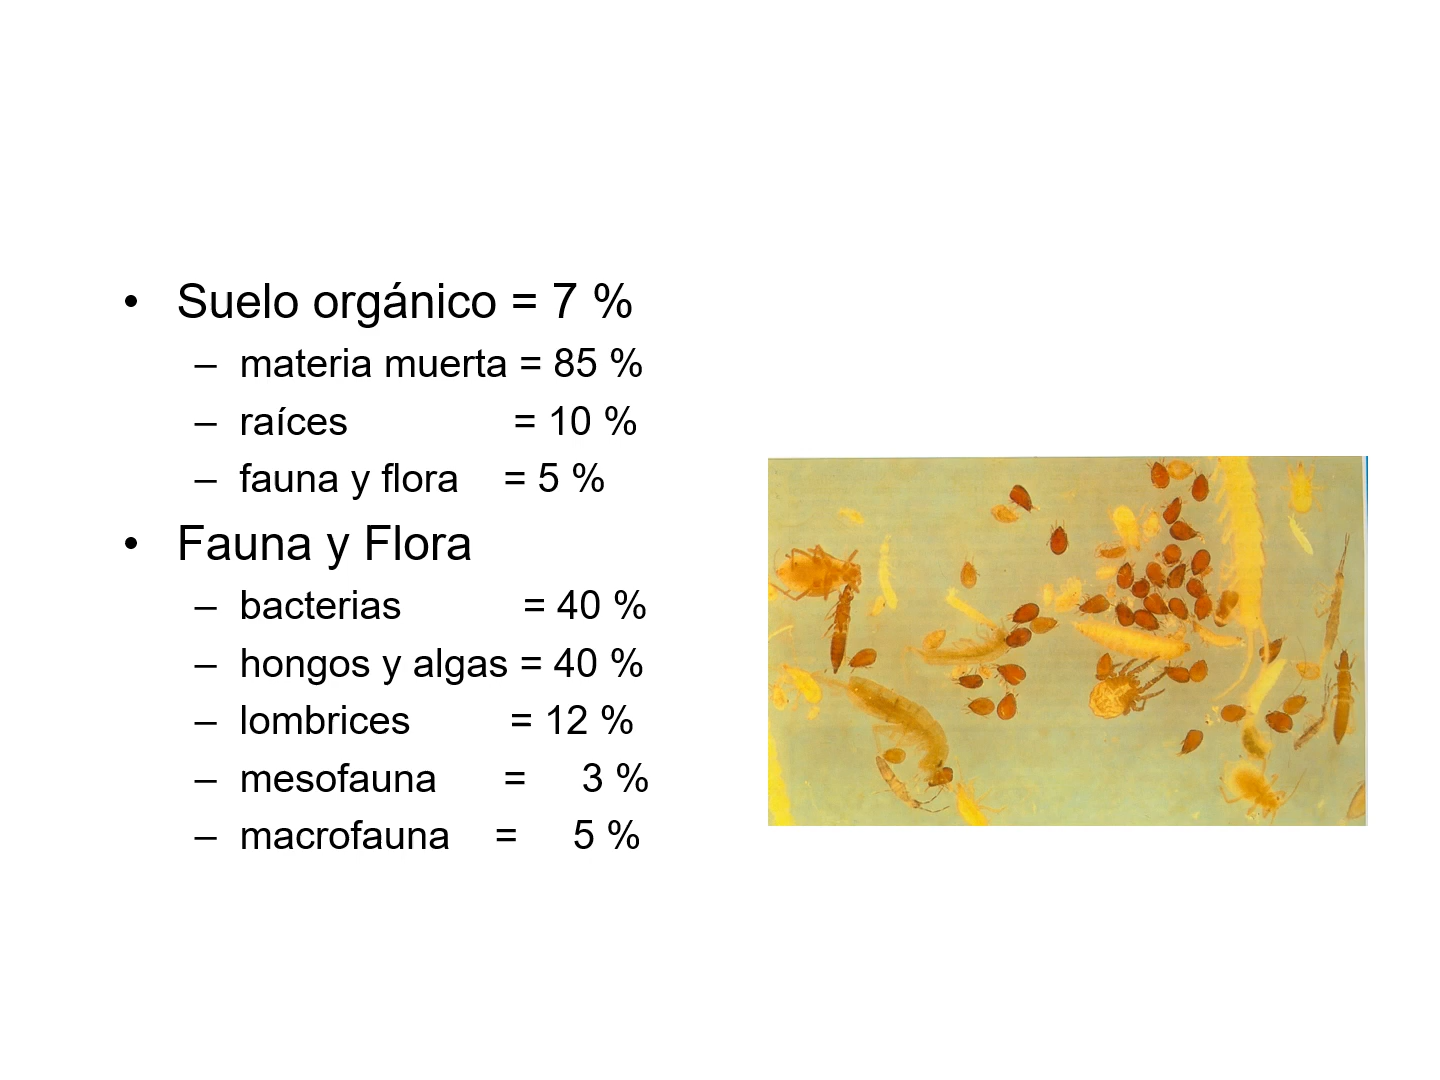 • Suelo orgánico = 7 %
– materia muerta = 85 %
– raíces = 10 %
– fauna y flora = 5 %
• Fauna y Flora
– bacterias = 40 %
– hongos y algas = 40 %
– lombrices = 12 %
– mesofauna = 3 %
– macrofauna = 5 %